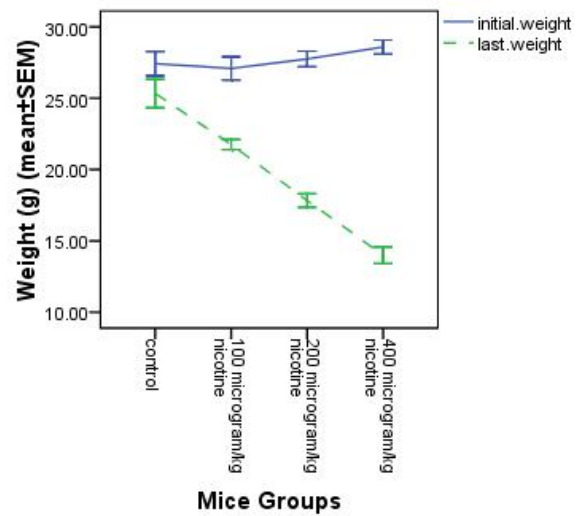 30.00
25.00
20.00
15.00
10.00
Weight (g) (mean±SEM)
initial.weight
last.weight
control
100 microgram/kg
nicotine
200 microgram/kg
nicotine
400 microgram/kg
nicotine
Mice Groups